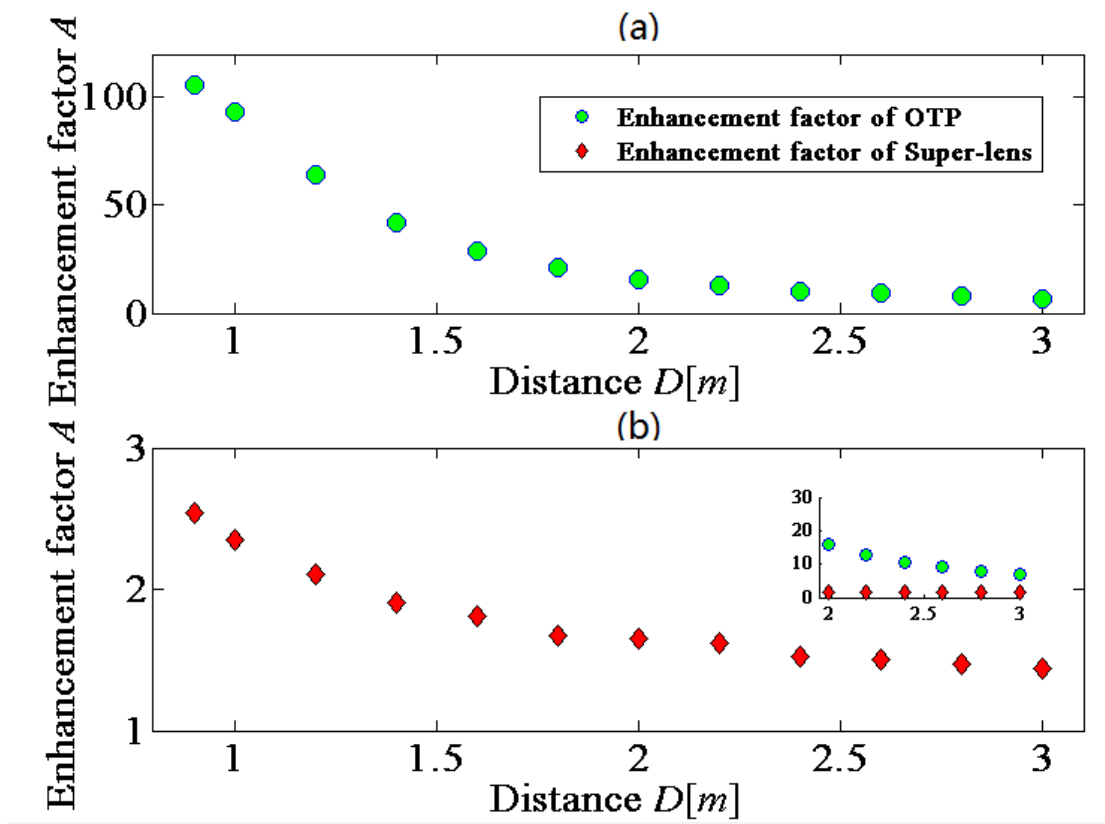 (a)
Enhancement factor A
100
50
0
Enhancement factor of OTP
Enhancement factor of Super-lens
1 1.5 2 2.5 3
Distance D[m]
(b)
Enhancement factor A
3
2
1
30
20
10
0
2 2.5 3
1 1.5 2 2.5 3
Distance D[m]